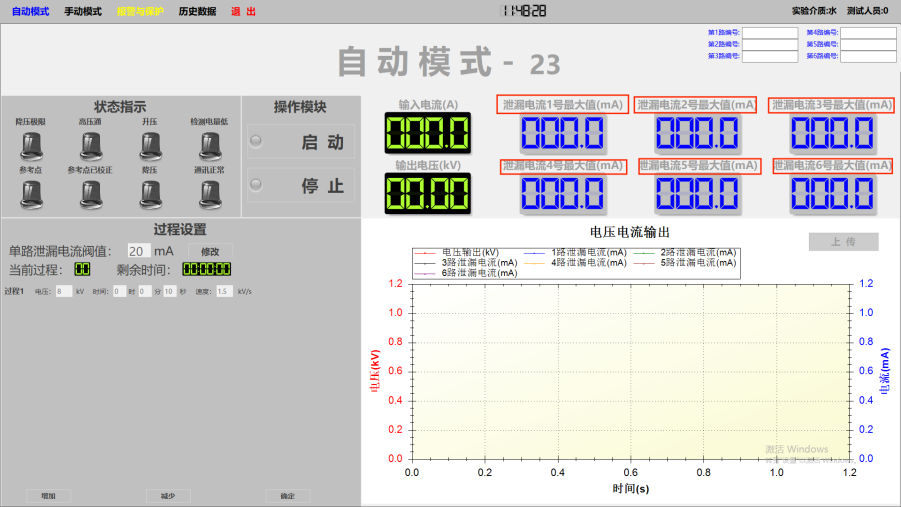 自动模式 手动模式 报警与保护 历史数据 退 出 11:48:28 实验介质:水 测试人员:0
第1路编号: 第4路编号:
第2路编号: 第5路编号:
第3路编号: 第6路编号:
自动模式- 23
状态指示 操作模块
降压极限 高压通 升压 检测电最低
参考点 参考点已校正 降压 通讯正常
启 动
停 止
输入电流(A) 泄漏电流1号最大值(mA) 泄漏电流2号最大值(mA) 泄漏电流3号最大值(mA)
000.0 000.0 000.0 000.0
输出电压(kV) 泄漏电流4号最大值(mA) 泄漏电流5号最大值(mA) 泄漏电流6号最大值(mA)
00.00 000.0 000.0 000.0
过程设置
单路泄漏电流阀值: 20 mA 修改
当前过程: 00 剩余时间: 00:00:00
过程1 电压: 8 kV 时间: 0 时 0 分 10 秒 速度: 1.5 kV/s
增加 减少 确定
电压电流输出
上 传
电压输出(kV) 1路泄漏电流(mA) 2路泄漏电流(mA)
3路泄漏电流(mA) 4路泄漏电流(mA) 5路泄漏电流(mA)
6路泄漏电流(mA)
1.2 1.2
1.0 1.0
0.8 0.8
0.6 0.6
0.4 0.4
0.2 0.2
0.0 0.0
电压(kV)
电流(mA)
0.0 0.2 0.4 0.6 0.8 1.0 1.2
时间(s)
激活 Windows